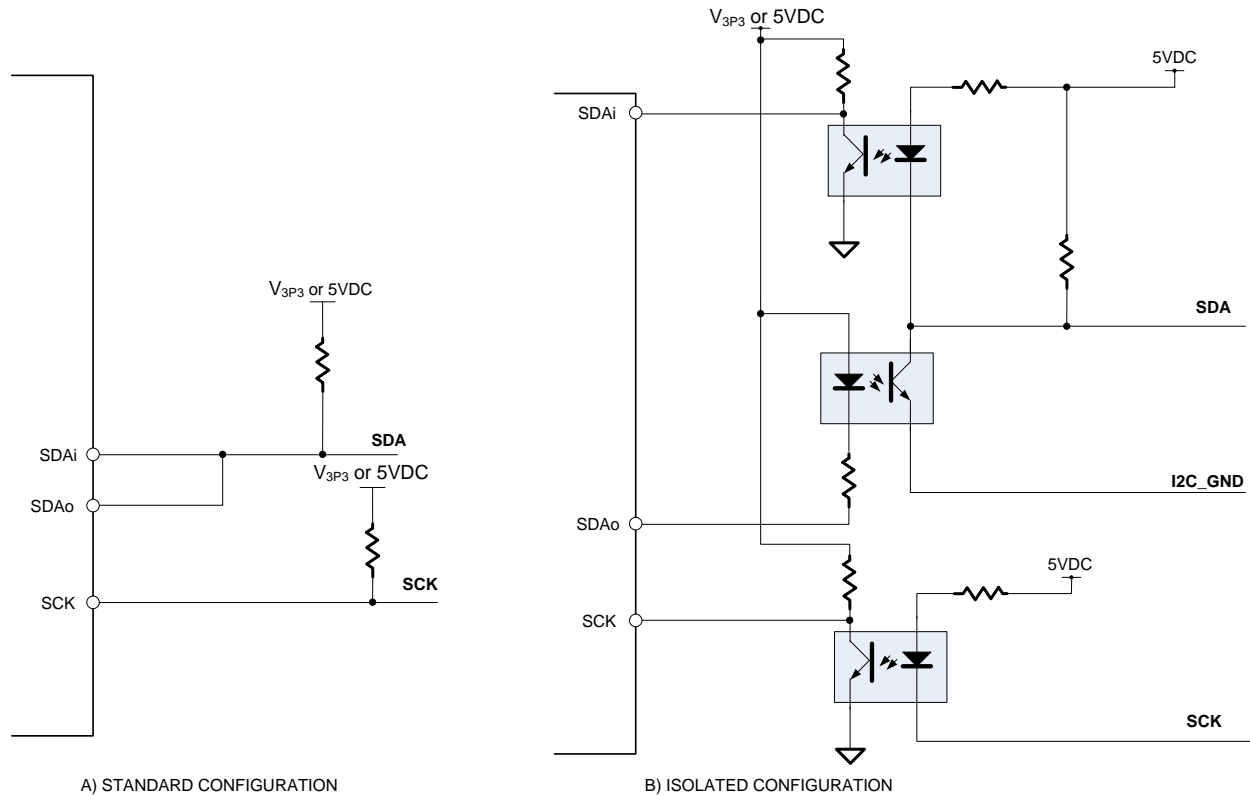 V3P3 or 5VDC
SDAi
SDA
V3P3 or 5VDC
SDAo
SCK
SCK
A) STANDARD CONFIGURATION
V3P3 or 5VDC
5VDC
SDAi
SDA
I2C_GND
SDAo
5VDC
SCK
SCK
B) ISOLATED CONFIGURATION